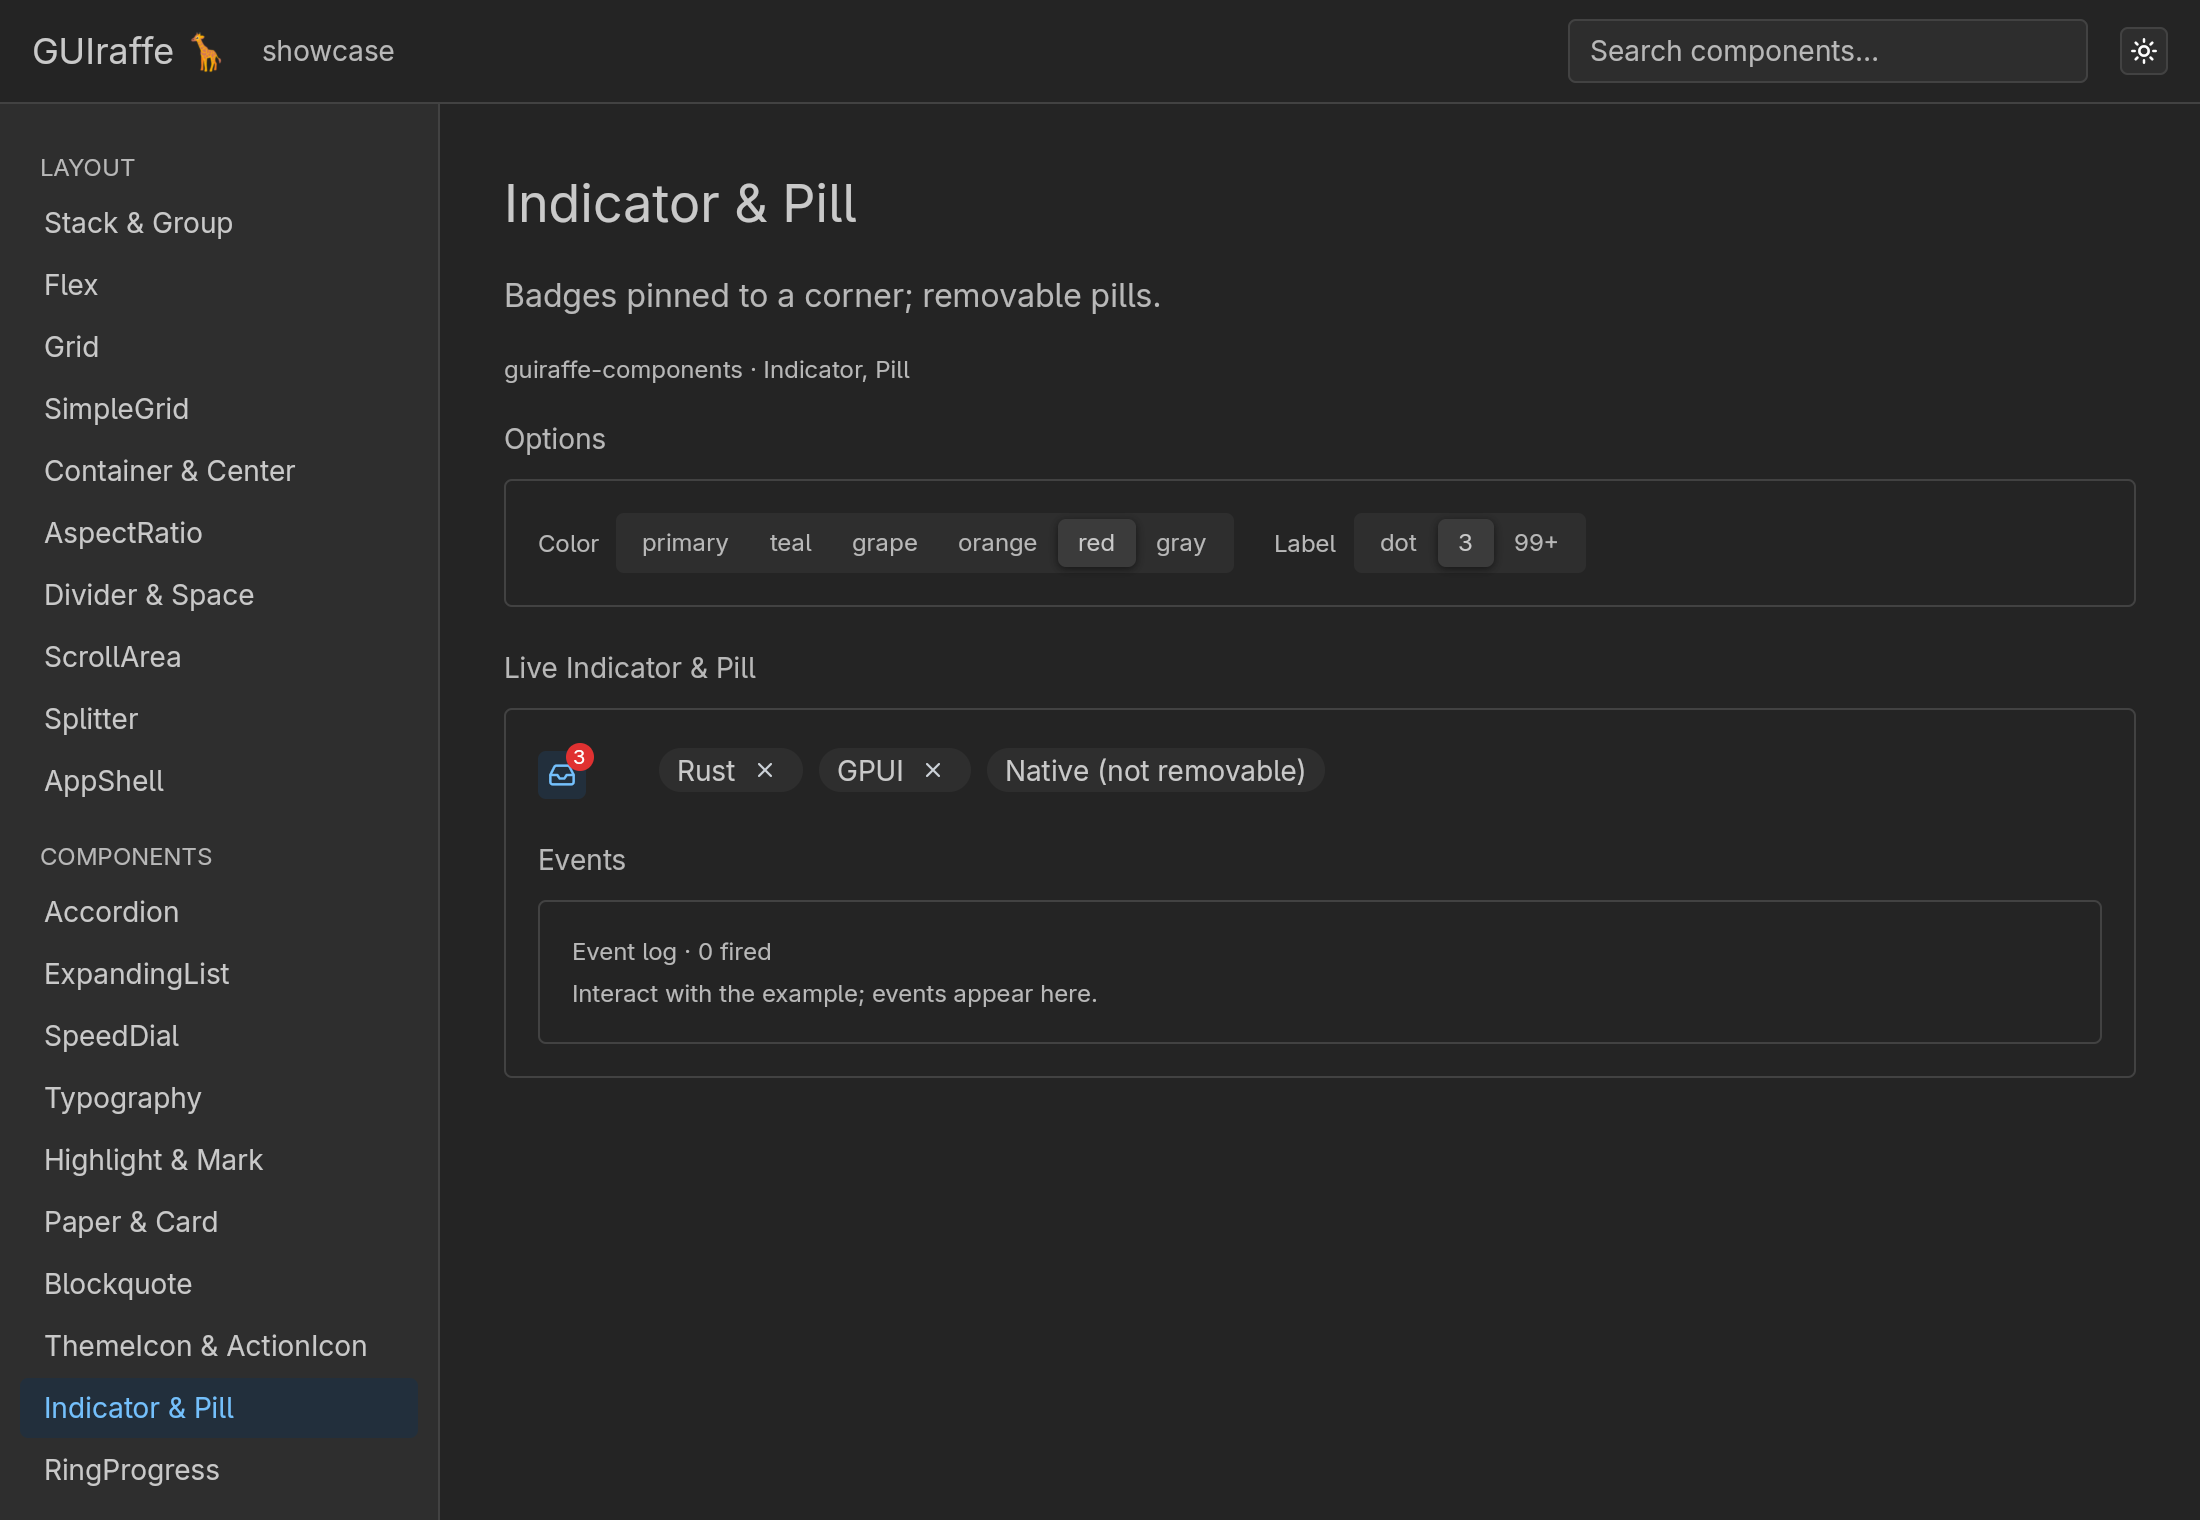 GUIraffe 🦒 showcase
Search components...
LAYOUT
Stack & Group
Flex
Grid
SimpleGrid
Container & Center
AspectRatio
Divider & Space
ScrollArea
Splitter
AppShell
COMPONENTS
Accordion
ExpandingList
SpeedDial
Typography
Highlight & Mark
Paper & Card
Blockquote
ThemeIcon & ActionIcon
Indicator & Pill
RingProgress
Indicator & Pill
Badges pinned to a corner; removable pills.
guiraffe-components · Indicator, Pill
Options
Color primary teal grape orange red gray Label dot 3 99+
Live Indicator & Pill
3 Rust GPUI Native (not removable)
Events
Event log · 0 fired
Interact with the example; events appear here.